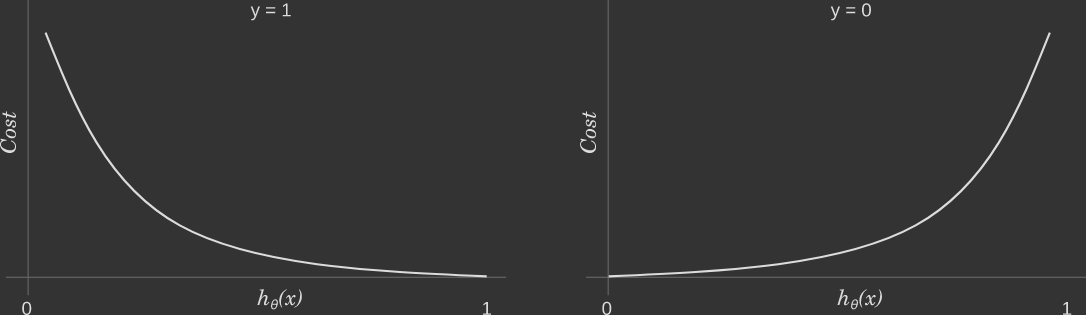 y = 1
Cost
hθ(x)
0
1
y = 0
Cost
hθ(x)
0
1